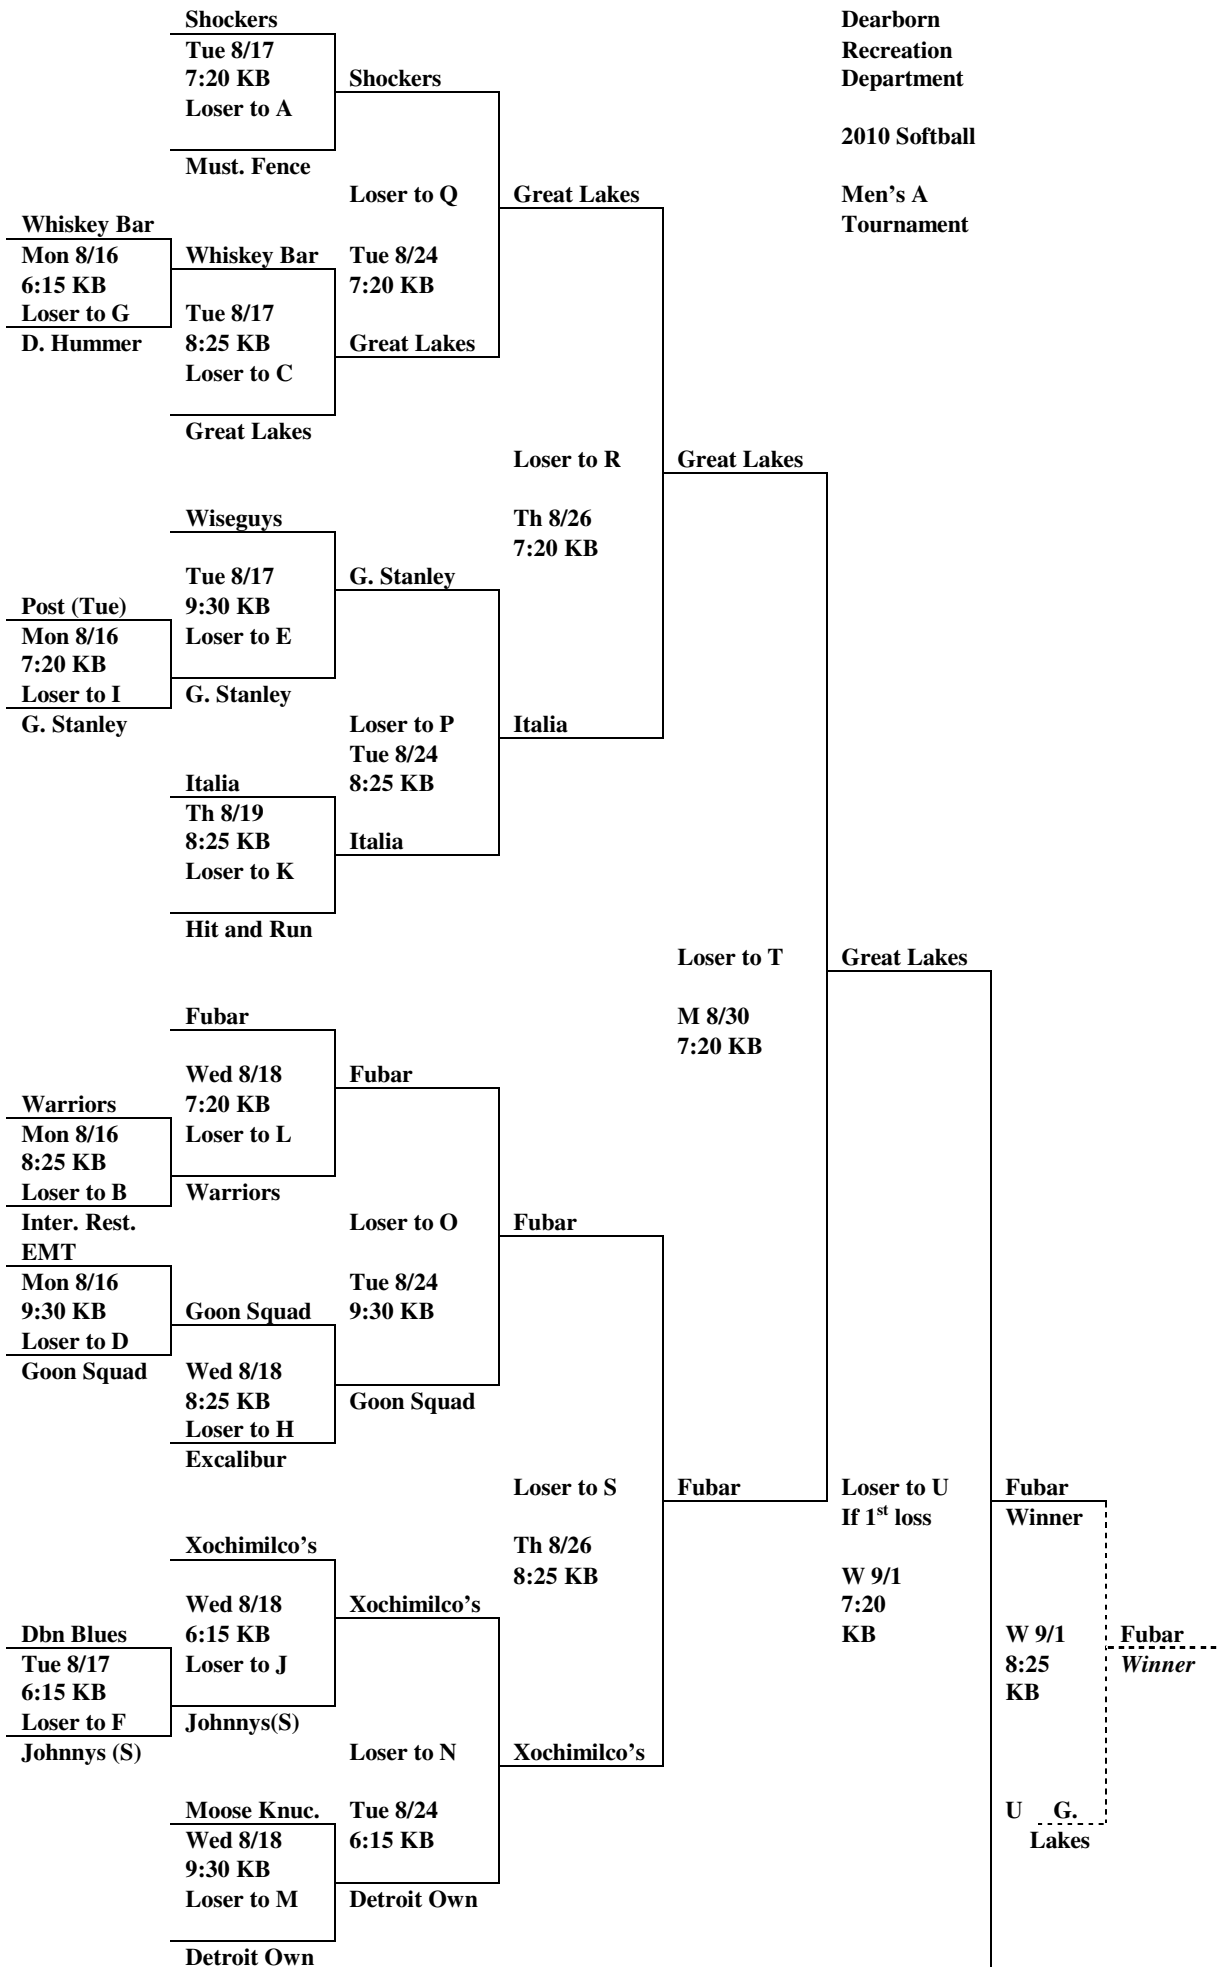 Shockers
Tue 8/17
7:20 KB
Loser to A
Must. Fence
Whiskey Bar
Mon 8/16
6:15 KB
Loser to G
D. Hummer
Whiskey Bar
Tue 8/17
8:25 KB
Loser to C
Great Lakes
Wiseguys
Tue 8/17
9:30 KB
Loser to E
G. Stanley
Post (Tue)
Mon 8/16
7:20 KB
Loser to I
G. Stanley
Italia
Th 8/19
8:25 KB
Loser to K
Hit and Run
Fubar
Wed 8/18
7:20 KB
Loser to L
Warriors
Warriors
Mon 8/16
8:25 KB
Loser to B
Inter. Rest.
EMT
Mon 8/16
9:30 KB
Loser to D
Goon Squad
Goon Squad
Wed 8/18
8:25 KB
Loser to H
Excalibur
Xochimilco’s
Wed 8/18
6:15 KB
Loser to J
Johnnys(S)
Dbn Blues
Tue 8/17
6:15 KB
Loser to F
Johnnys (S)
Moose Knuc.
Wed 8/18
9:30 KB
Loser to M
Detroit Own
Shockers
Loser to Q
Tue 8/24
7:20 KB
Great Lakes
G. Stanley
Loser to P
Tue 8/24
8:25 KB
Italia
Fubar
Loser to O
Tue 8/24
9:30 KB
Goon Squad
Xochimilco’s
Loser to N
Tue 8/24
6:15 KB
Detroit Own
Great Lakes
Loser to R
Th 8/26
7:20 KB
Italia
Fubar
Loser to S
Th 8/26
8:25 KB
Xochimilco’s
Great Lakes
Loser to T
M 8/30
7:20 KB
Fubar
Dearborn
Recreation
Department
2010 Softball
Men’s A
Tournament
Great Lakes
Loser to U
If 1st loss
W 9/1
7:20
KB
Fubar
Winner
W 9/1
8:25
KB
U G.
Lakes
Fubar
Winner